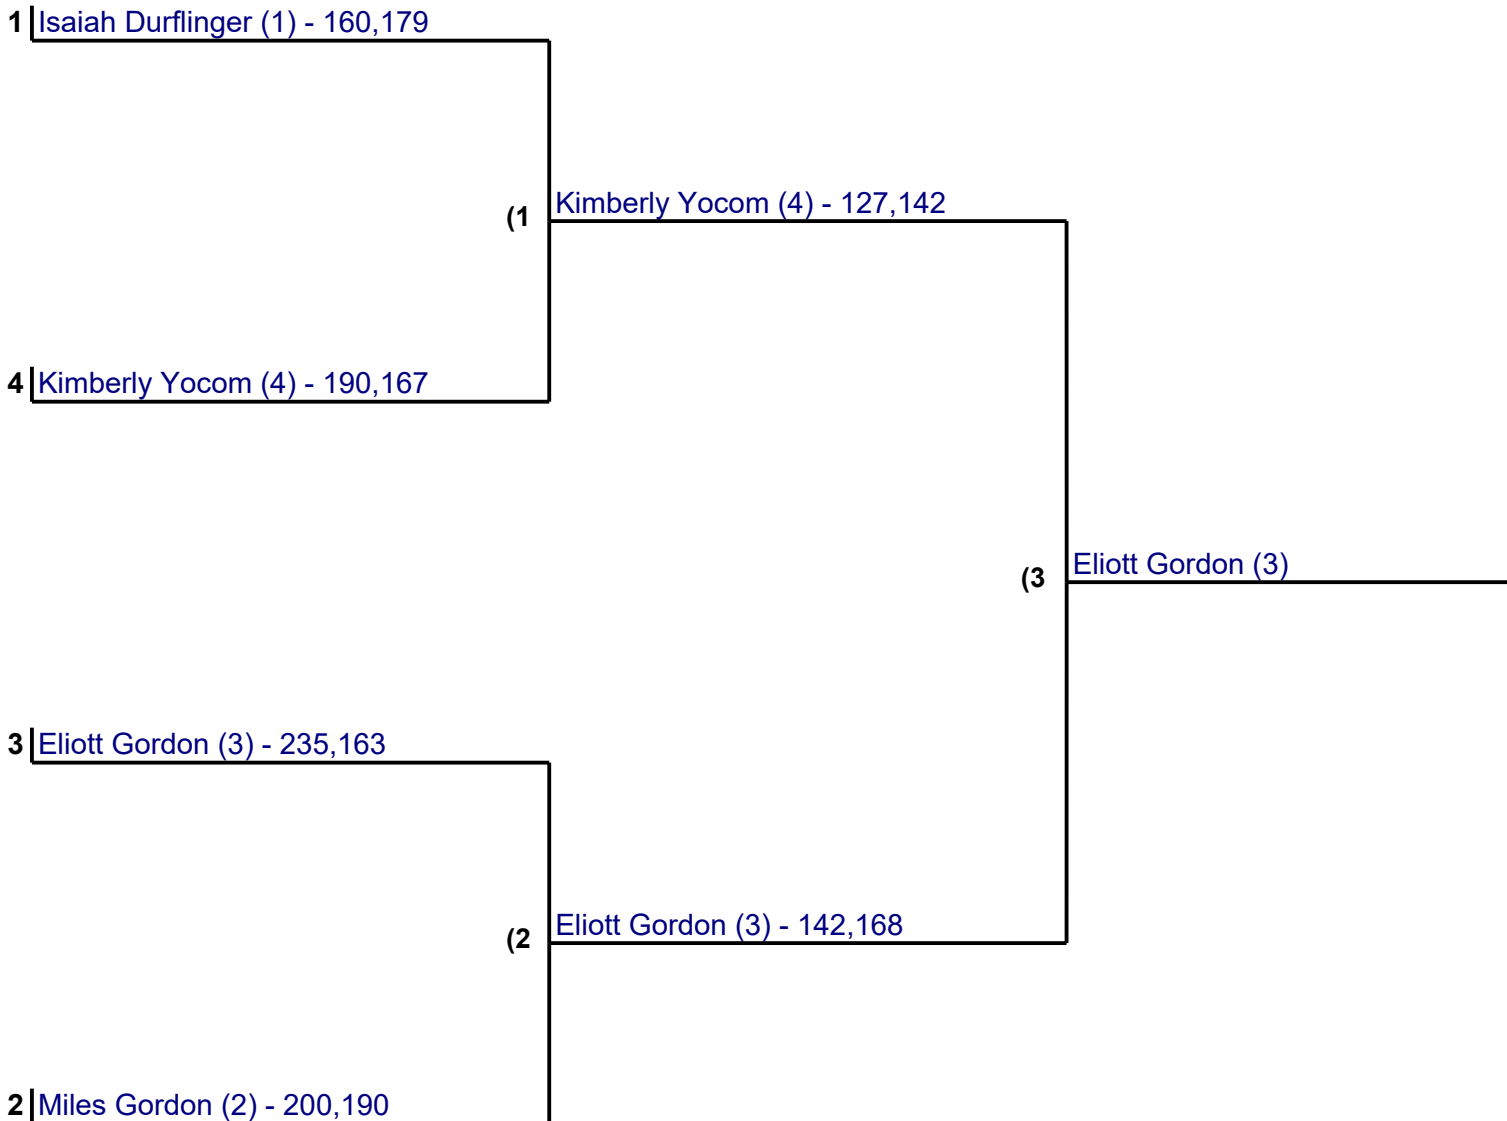 1 Isaiah Durflinger (1) - 160,179
Kimberly Yocom (4) - 127,142
(1
4 Kimberly Yocom (4) - 190,167
Eliott Gordon (3)
(3
3 Eliott Gordon (3) - 235,163
Eliott Gordon (3) - 142,168
(2
2 Miles Gordon (2) - 200,190